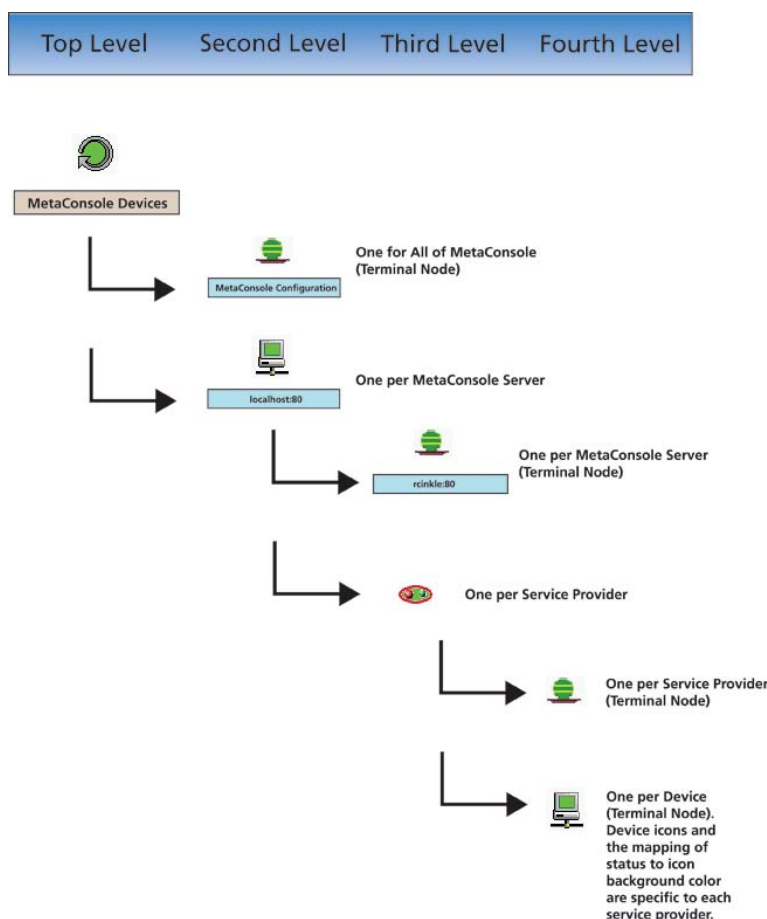 Top Level Second Level Third Level Fourth Level
MetaConsole Devices
One for All of MetaConsole
(Terminal Node)
MetaConsole Configuration
One per MetaConsole Server
localhost:80
One per MetaConsole Server
(Terminal Node)
rcinkle:80
One per Service Provider
One per Service Provider
(Terminal Node)
One per Device
(Terminal Node).
Device icons and
the mapping of
status to icon
background color
are specific to each
service provider.